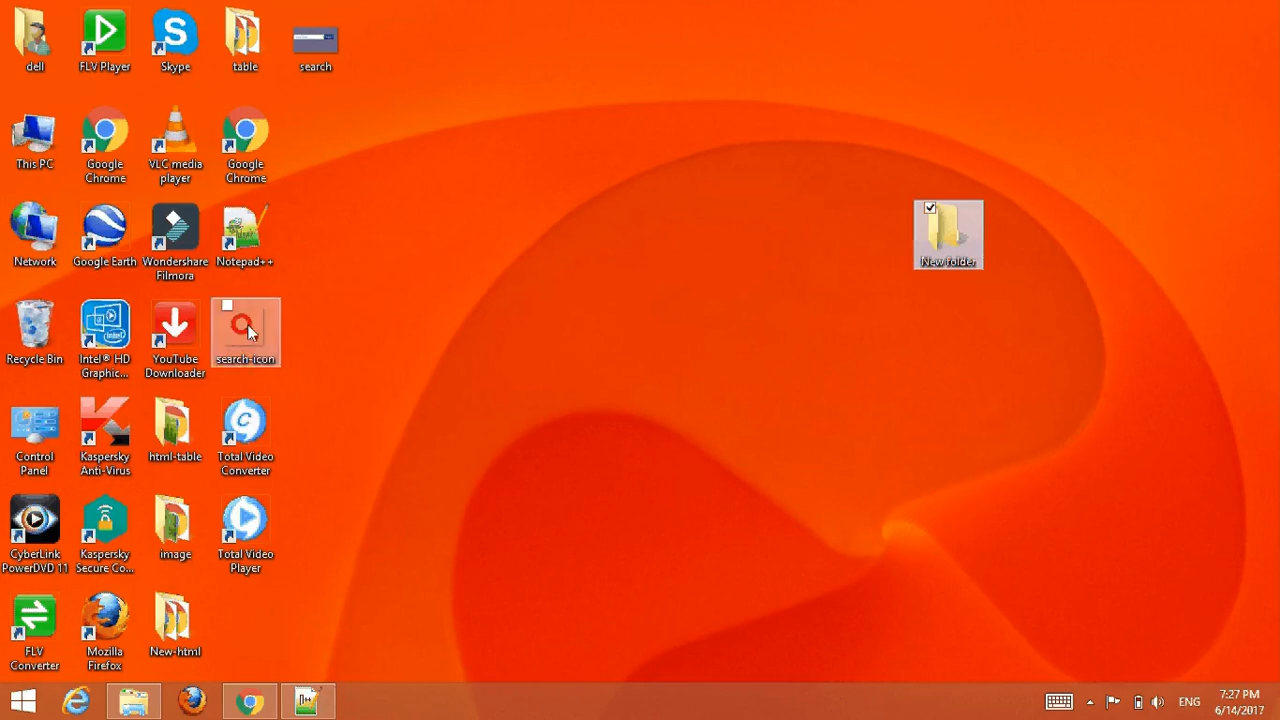 dell
FLV Player
Skype
table
search
This PC
Google
Chrome
VLC media
player
Google
Chrome
Network
Google Earth
Wondershare
Filmora
Notepad++
Recycle Bin
Intel® HD
Graphic...
YouTube
Downloader
search-icon
Control
Panel
Kaspersky
Anti-Virus
html-table
Total Video
Converter
CyberLink
PowerDVD 11
Kaspersky
Secure Co...
image
Total Video
Player
FLV
Converter
Mozilla
Firefox
New-html
New folder
ENG
7:27 PM
6/14/2017